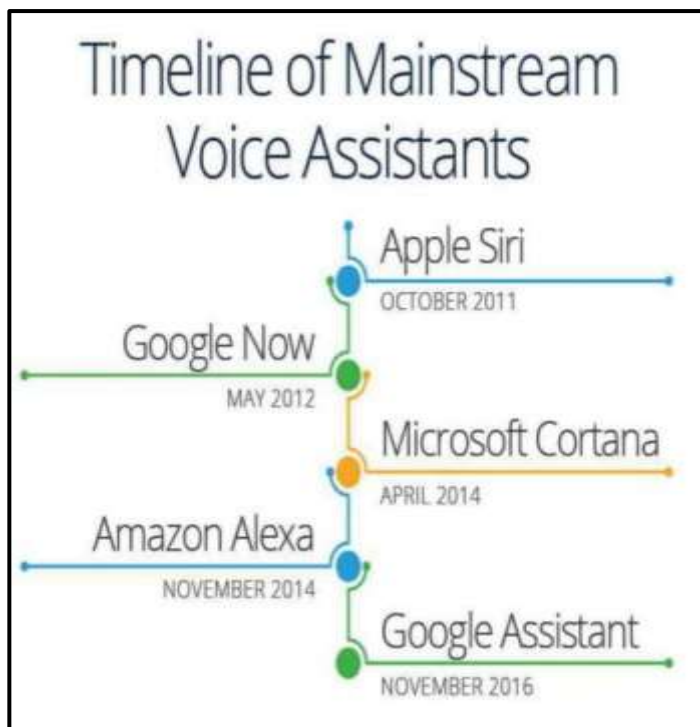 Timeline of Mainstream
Voice Assistants
Apple Siri
OCTOBER 2011
Google Now
MAY 2012
Microsoft Cortana
APRIL 2014
Amazon Alexa
NOVEMBER 2014
Google Assistant
NOVEMBER 2016